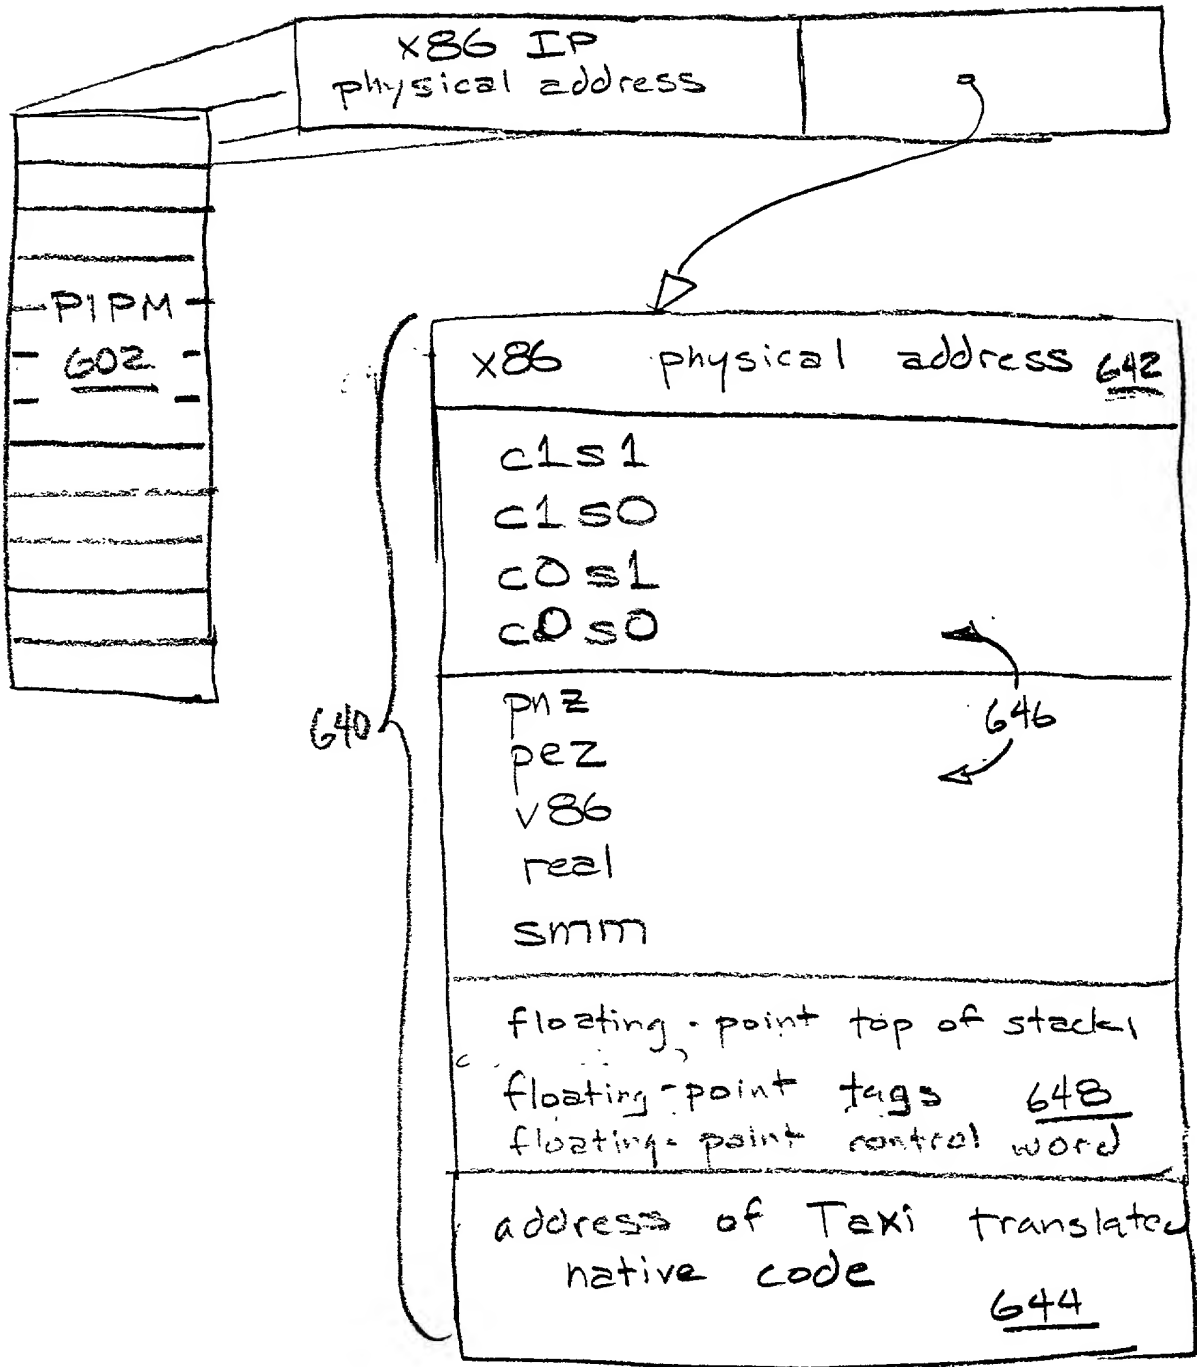 x86 IP
physical address
PIPM
602
x86 physical address 642
c1s1
c1s0
c0s1
c0s0
646
640
pnz
pez
v86
real
smm
floating-point top of stack,
floating-point tags 648
floating-point control word
address of Taxi translated
native code
644